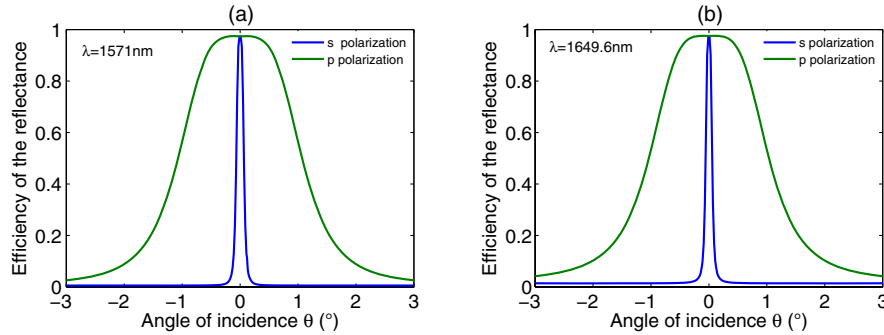 (a)
Efficiency of the reflectance
1
0.8
0.6
0.4
0.2
0
λ=1571nm
s polarization
p polarization
−3 −2 −1 0 1 2 3
Angle of incidence θ (°)
(b)
Efficiency of the reflectance
1
0.8
0.6
0.4
0.2
0
λ=1649.6nm
s polarization
p polarization
−3 −2 −1 0 1 2 3
Angle of incidence θ (°)